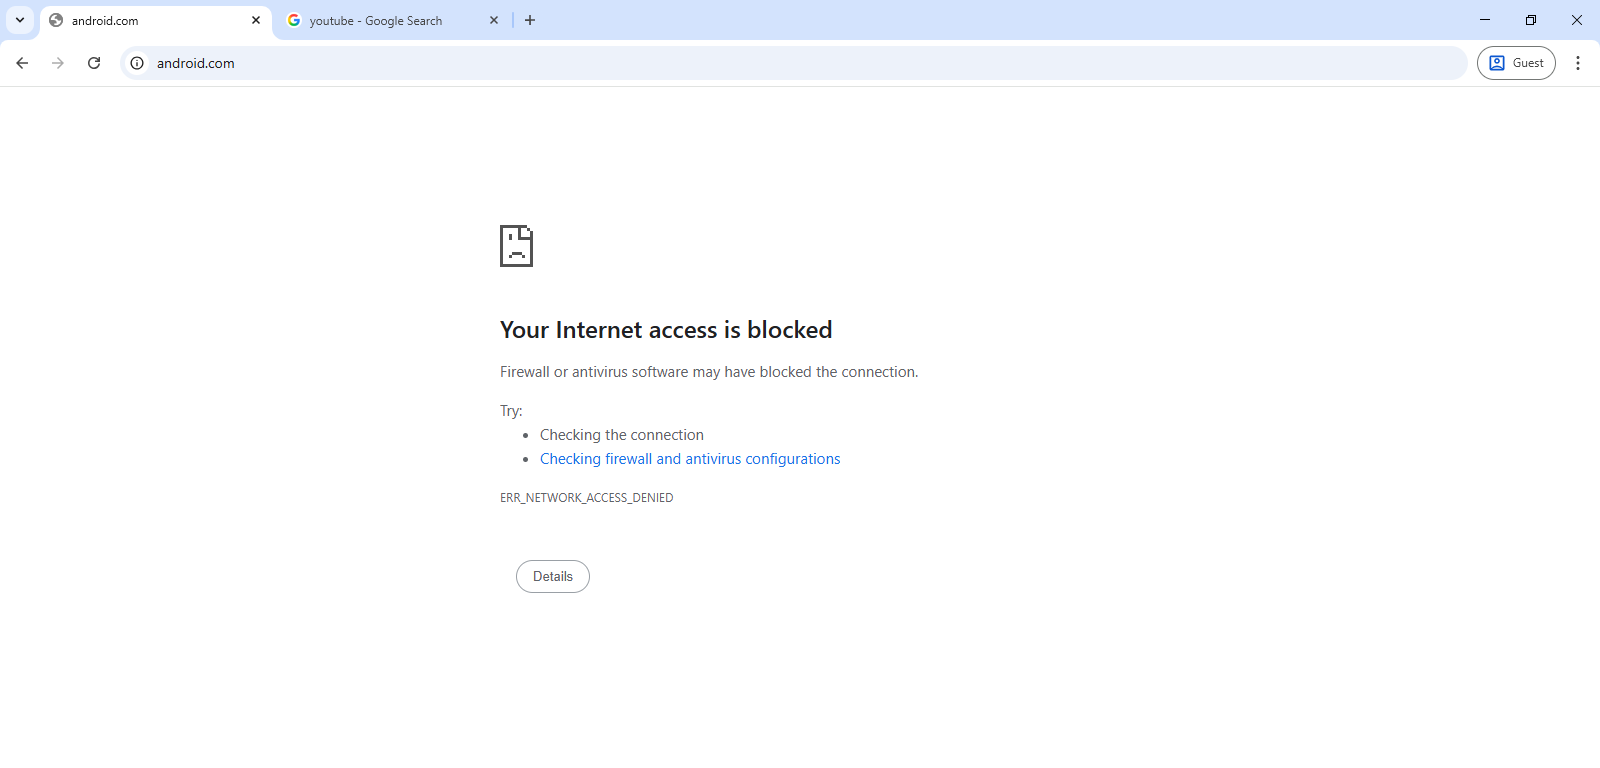 android.com
youtube - Google Search
android.com
Guest
Your Internet access is blocked
Firewall or antivirus software may have blocked the connection.
Try:
• Checking the connection
• Checking firewall and antivirus configurations
ERR_NETWORK_ACCESS_DENIED
Details